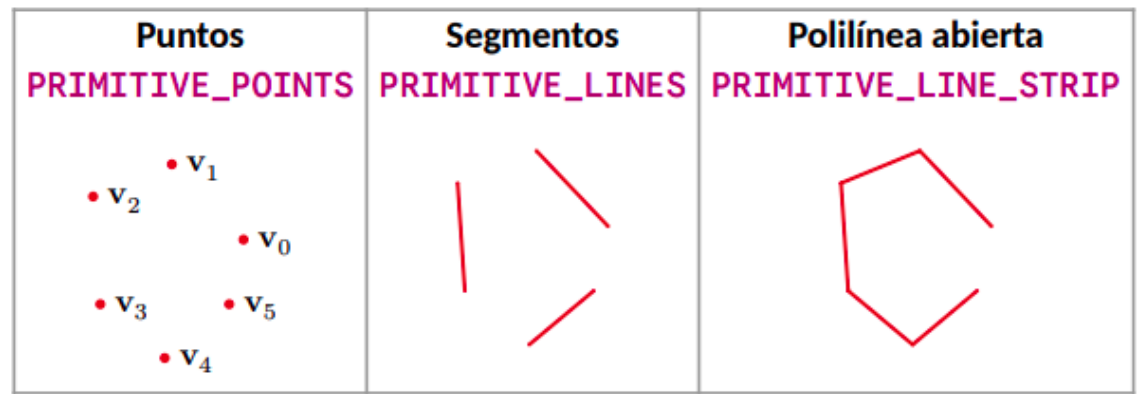 Puntos
PRIMITIVE_POINTS
v1
v2
v0
v3
v5
v4
Segmentos
PRIMITIVE_LINES
Polilínea abierta
PRIMITIVE_LINE_STRIP